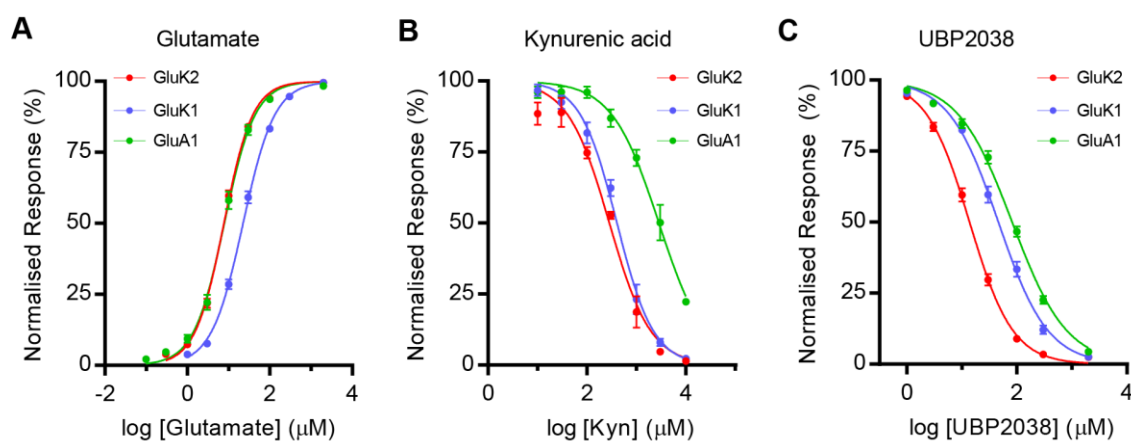 A
Glutamate
GluK2
GluK1
GluA1
Normalised Response (%)
100
75
50
25
0
-2
0
2
4
log [Glutamate] (μM)
B
Kynurenic acid
GluK2
GluK1
GluA1
Normalised Response (%)
100
75
50
25
0
0
2
4
log [Kyn] (μM)
C
UBP2038
GluK2
GluK1
GluA1
Normalised Response (%)
100
75
50
25
0
0
2
4
log [UBP2038] (μM)